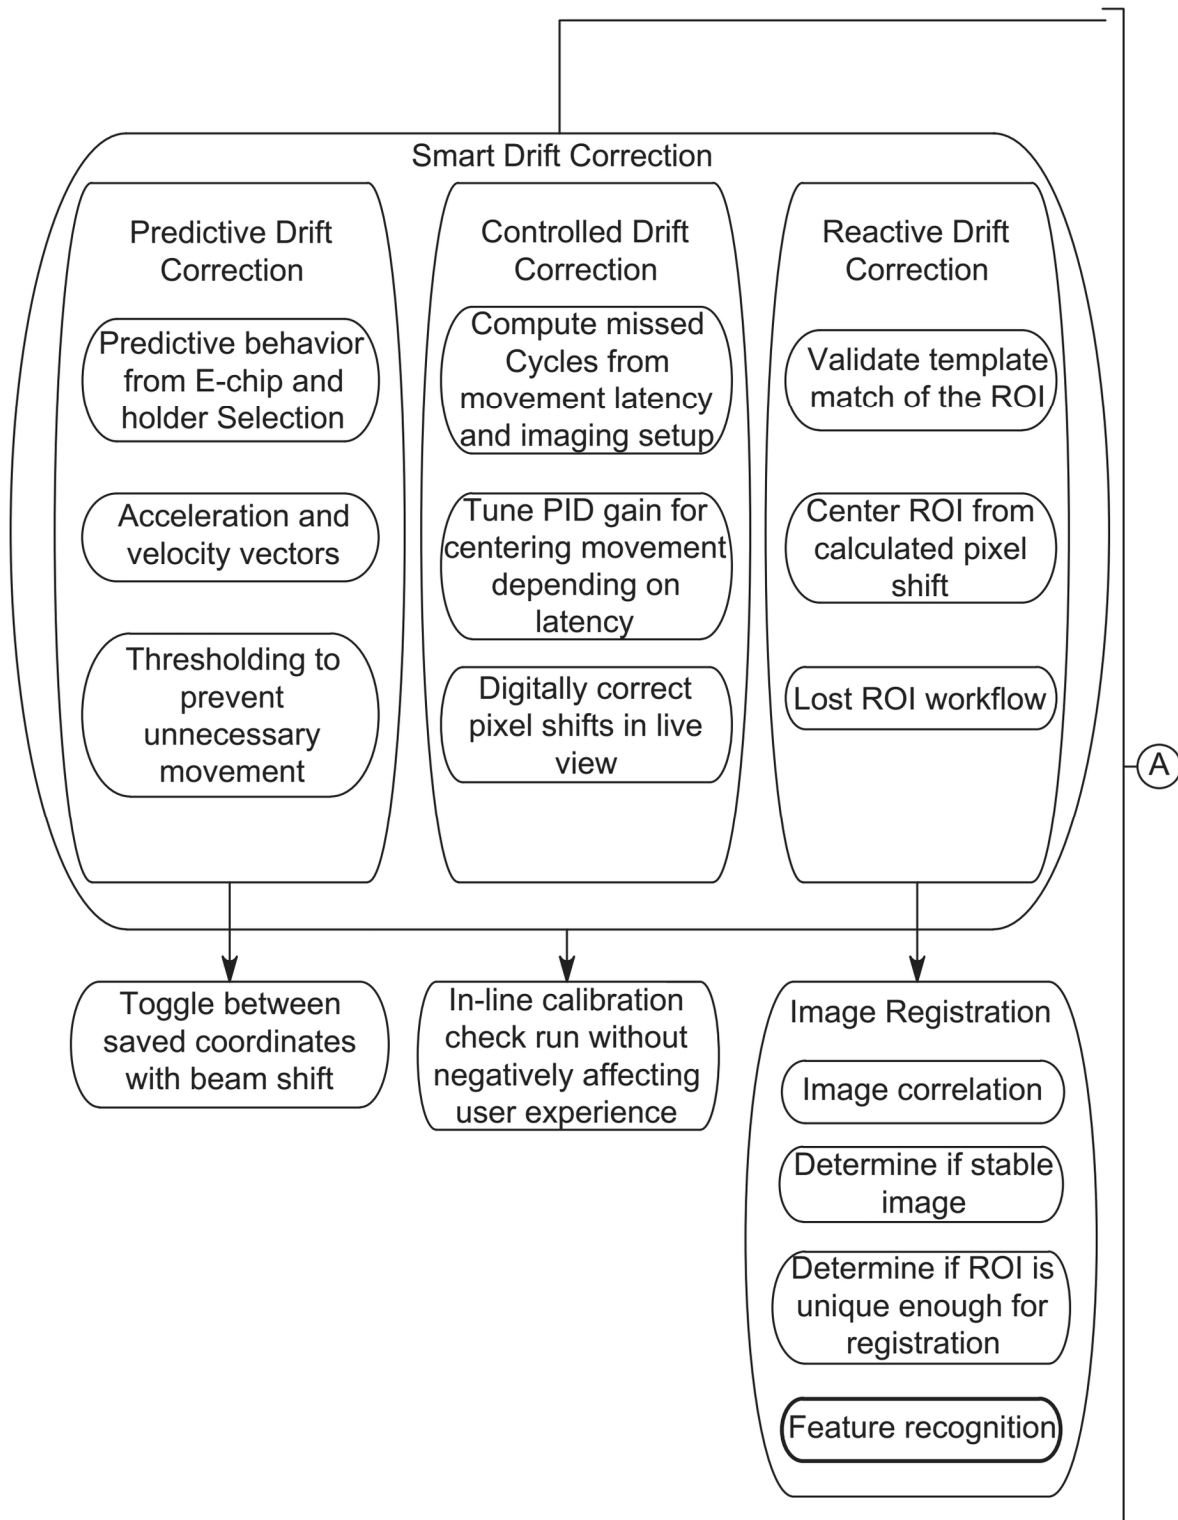 Smart Drift Correction
Predictive Drift
Correction
Predictive behavior
from E-chip and
holder Selection
Acceleration and
velocity vectors
Thresholding to
prevent
unnecessary
movement
Controlled Drift
Correction
Compute missed
Cycles from
movement latency
and imaging setup
Tune PID gain for
centering movement
depending on
latency
Digitally correct
pixel shifts in live
view
Reactive Drift
Correction
Validate template
match of the ROI
Center ROI from
calculated pixel
shift
Lost ROI workflow
A
Toggle between
saved coordinates
with beam shift
In-line calibration
check run without
negatively affecting
user experience
Image Registration
Image correlation
Determine if stable
image
Determine if ROI is
unique enough for
registration
Feature recognition